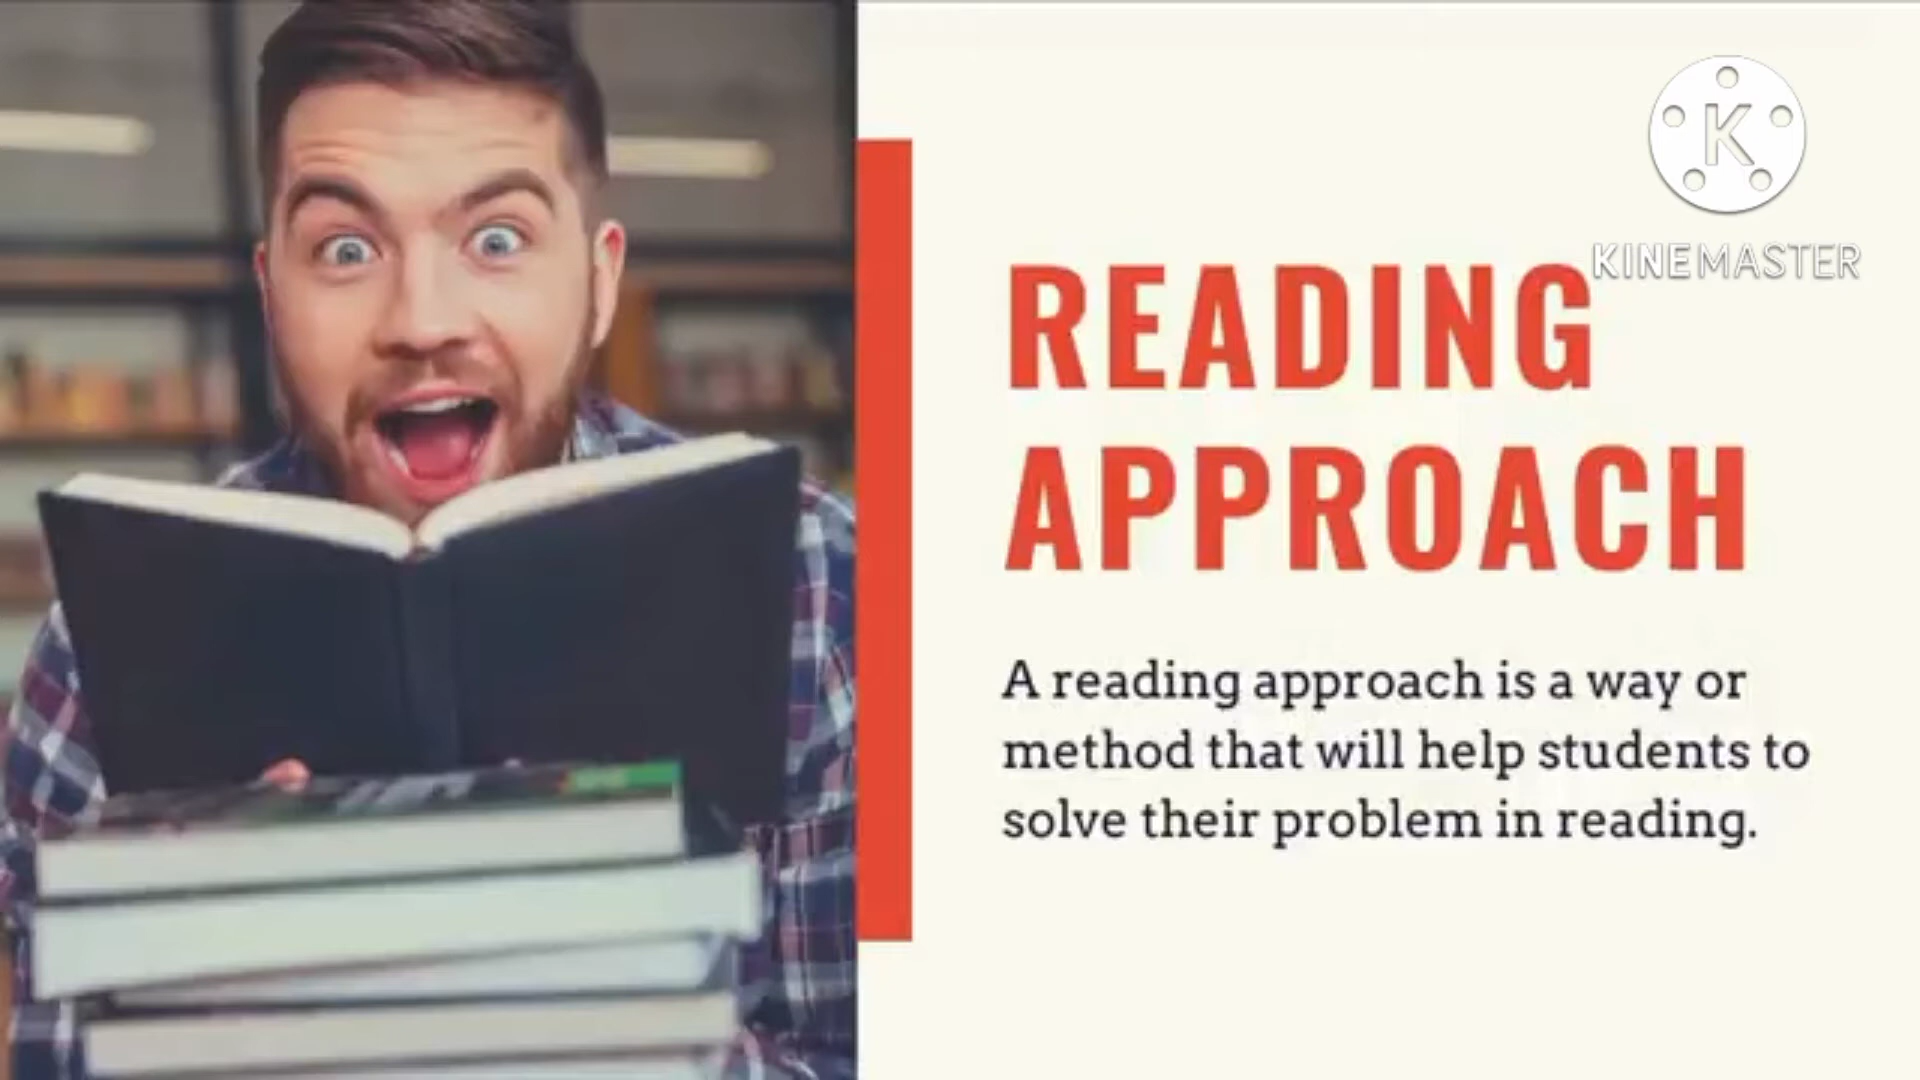 K
KINEMASTER
READING
APPROACH
A reading approach is a way or
method that will help students to
solve their problem in reading.